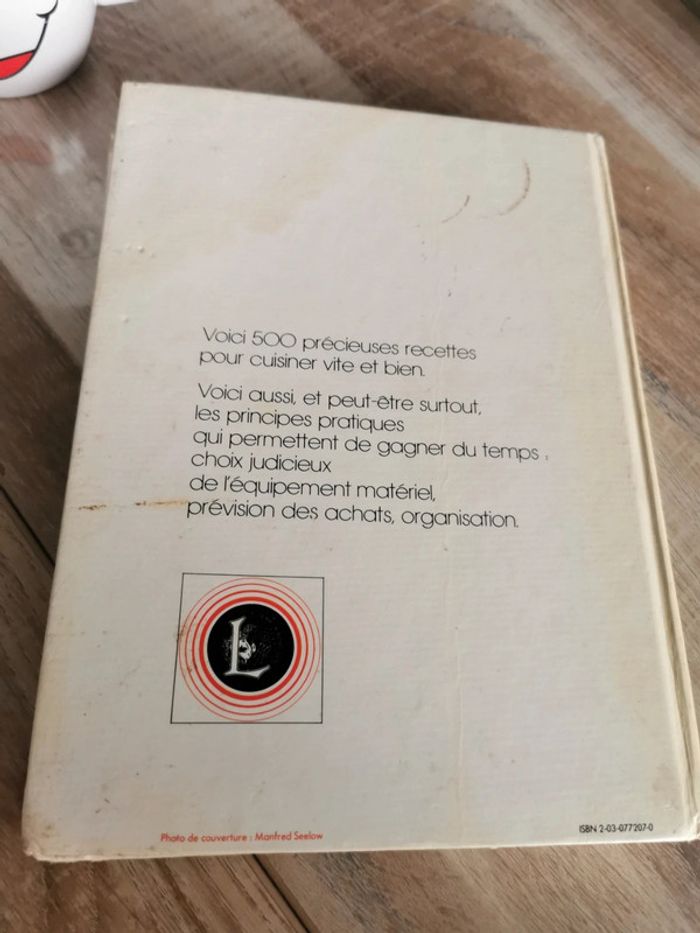 Voici 500 précieuses recettes
pour cuisiner vite et bien.
Voici aussi, et peut-être surtout,
les principes pratiques
qui permettent de gagner du temps :
choix judicieux
de l'équipement matériel,
prévision des achats, organisation.
L
Photo de couverture : Manfred Seelow
ISBN 2-03-077207-0